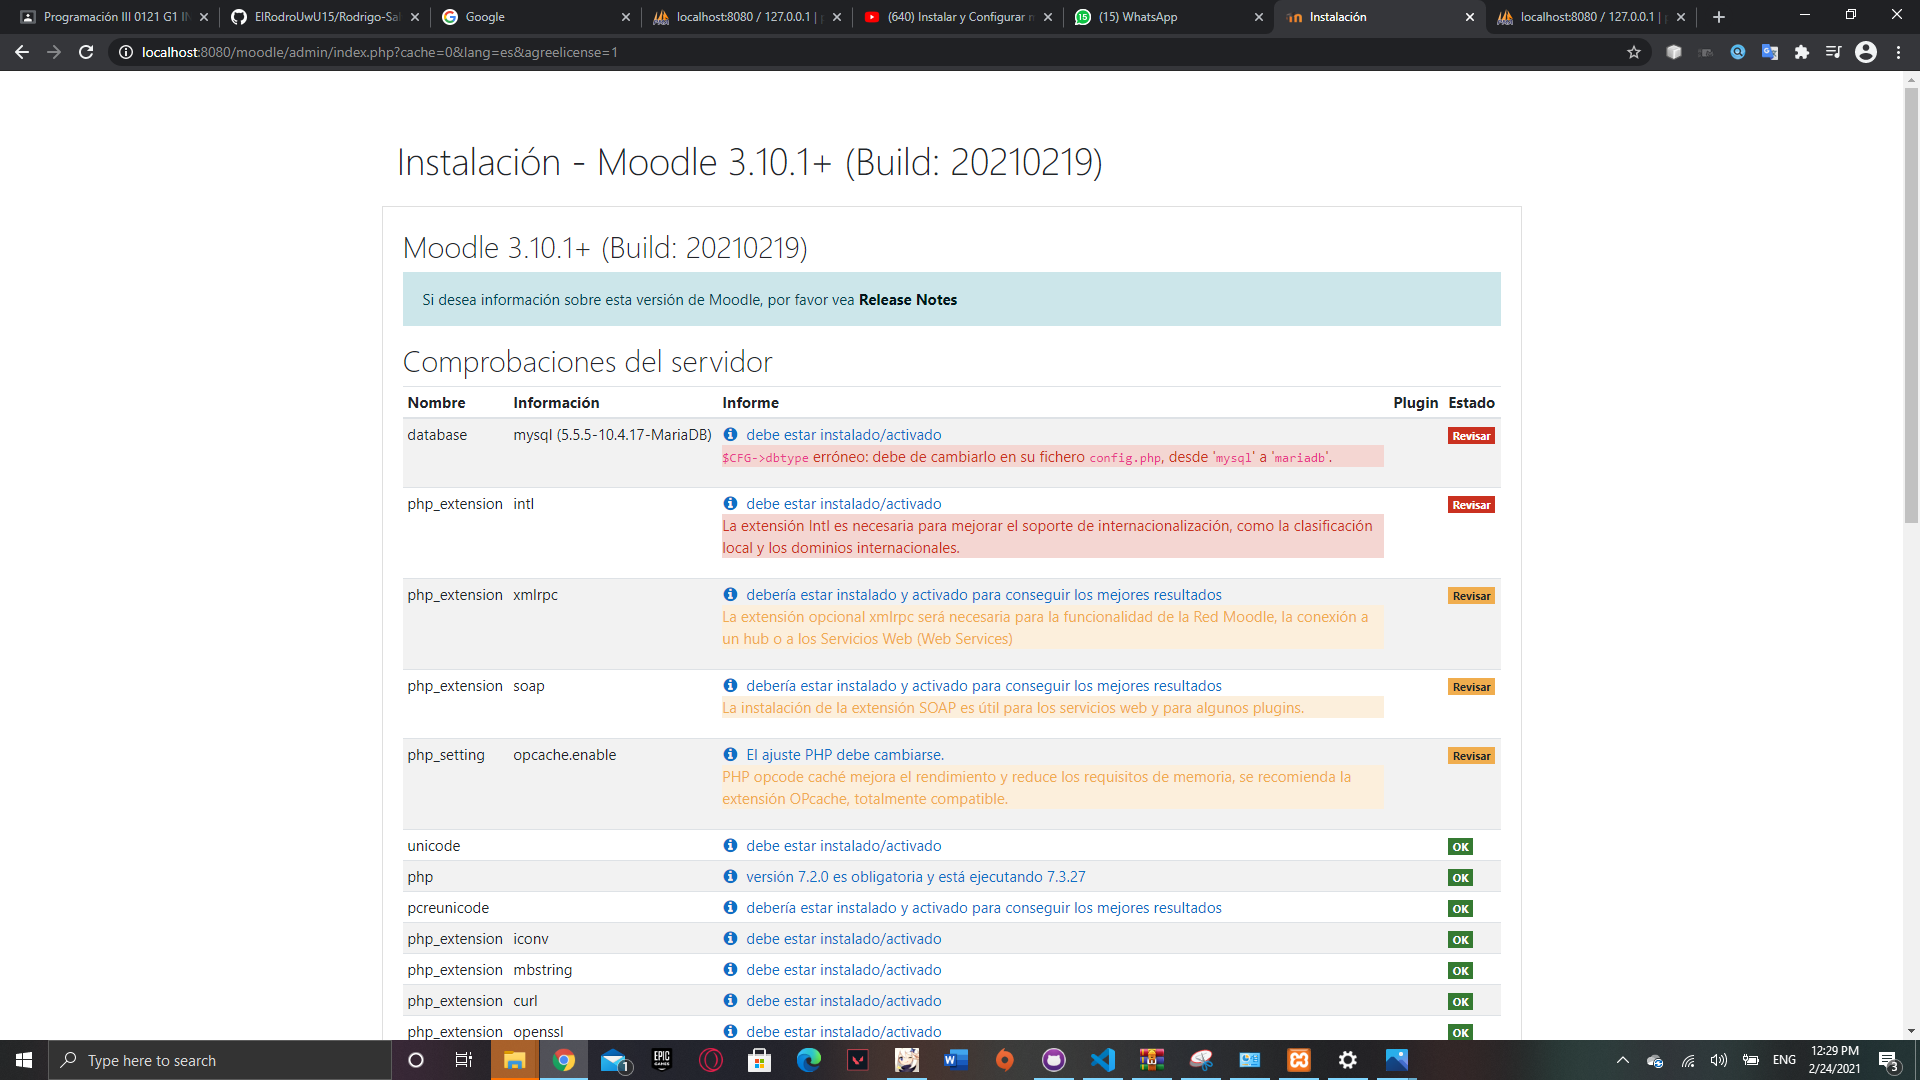 Programación III 0121 G1 I
ElRodroUwU15/Rodrigo-Sa
Google
localhost:8080 / 127.0.0.1 |
(640) Instalar y Configurar
(15) WhatsApp
Instalación
localhost:8080 / 127.0.0.1 |
localhost:8080/moodle/admin/index.php?cache=0&lang=es&agreelicense=1
Instalación - Moodle 3.10.1+ (Build: 20210219)
Moodle 3.10.1+ (Build: 20210219)
Si desea información sobre esta versión de Moodle, por favor vea Release Notes
Comprobaciones del servidor
Nombre Información Informe Plugin Estado
database mysql (5.5.5-10.4.17-MariaDB) debe estar instalado/activado Revisar
$CFG->dbtype erróneo: debe de cambiarlo en su fichero config.php, desde 'mysql' a 'mariadb'.
php_extension intl debe estar instalado/activado Revisar
La extensión Intl es necesaria para mejorar el soporte de internacionalización, como la clasificación
local y los dominios internacionales.
php_extension xmlrpc debería estar instalado y activado para conseguir los mejores resultados Revisar
La extensión opcional xmlrpc será necesaria para la funcionalidad de la Red Moodle, la conexión a
un hub o a los Servicios Web (Web Services)
php_extension soap debería estar instalado y activado para conseguir los mejores resultados Revisar
La instalación de la extensión SOAP es útil para los servicios web y para algunos plugins.
php_setting opcache.enable El ajuste PHP debe cambiarse. Revisar
PHP opcode caché mejora el rendimiento y reduce los requisitos de memoria, se recomienda la
extensión OPcache, totalmente compatible.
unicode debe estar instalado/activado OK
php versión 7.2.0 es obligatoria y está ejecutando 7.3.27 OK
pcreunicode debería estar instalado y activado para conseguir los mejores resultados OK
php_extension iconv debe estar instalado/activado OK
php_extension mbstring debe estar instalado/activado OK
php_extension curl debe estar instalado/activado OK
php_extension openssl debe estar instalado/activado OK
Type here to search
1
EPIC GAMES
ENG
12:29 PM
2/24/2021
3